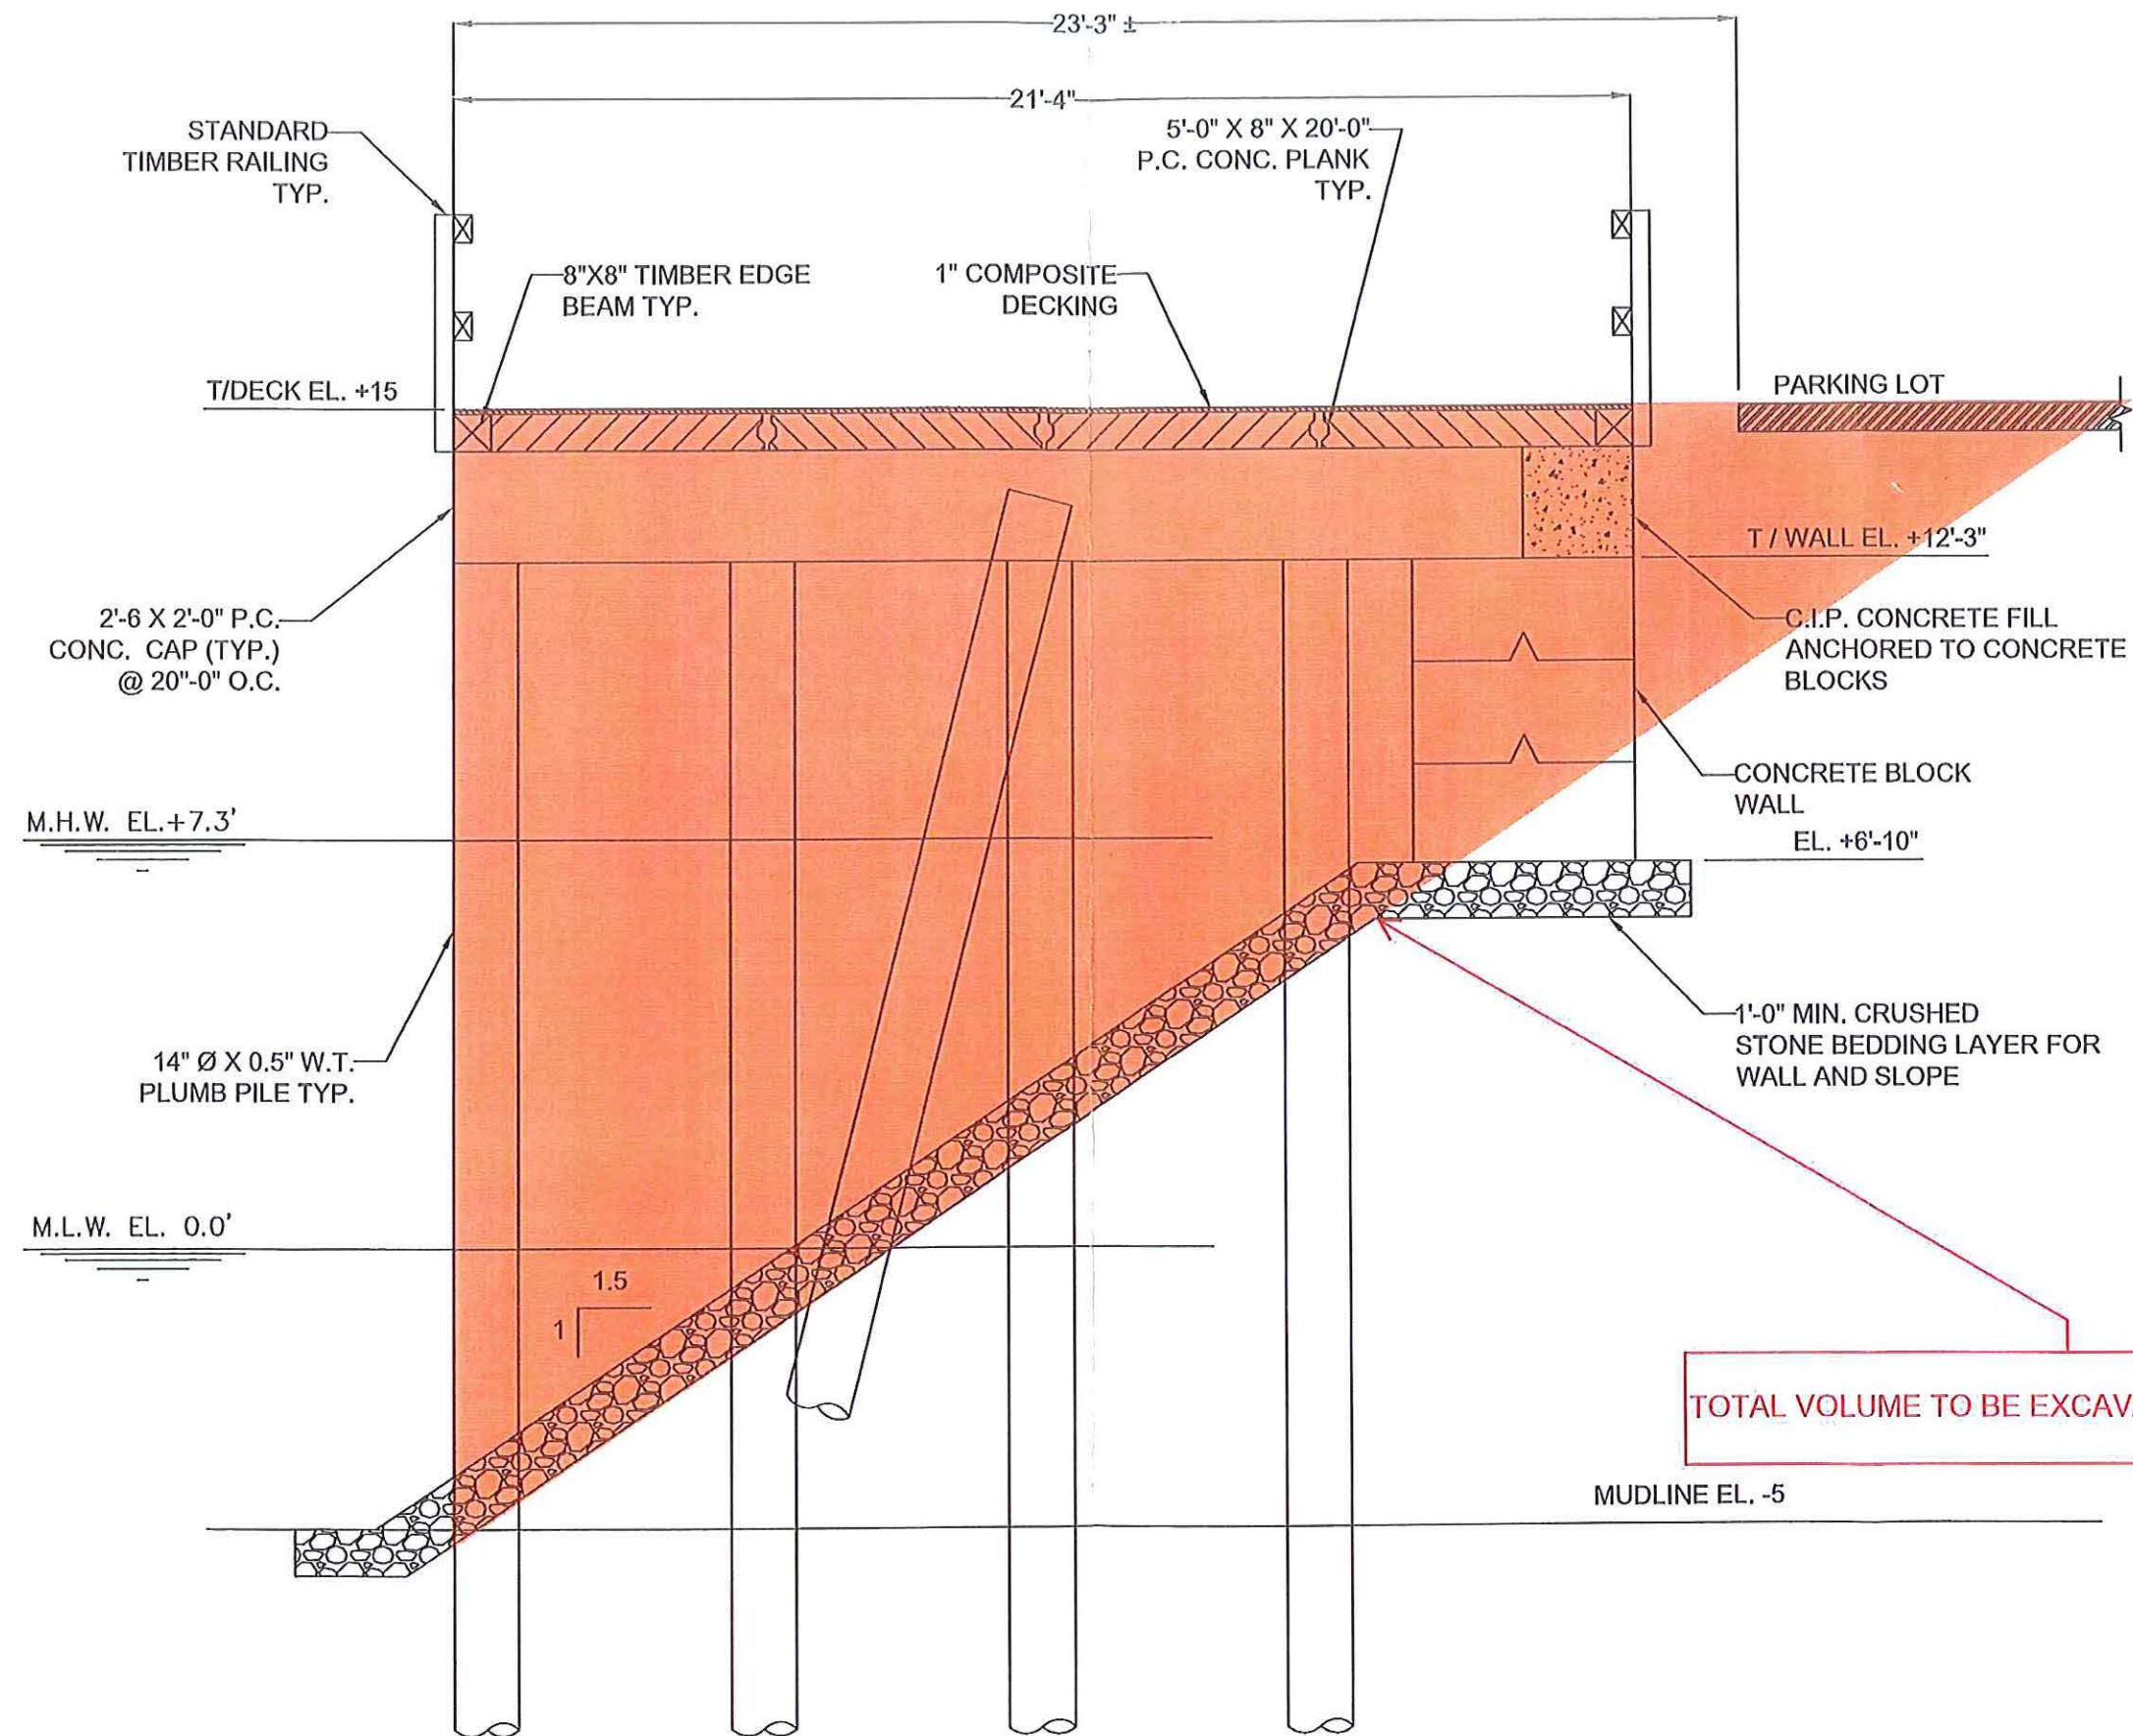 23'-3" ±
21'-4"
STANDARD
TIMBER RAILING
TYP.
5'-0" X 8" X 20'-0"
P.C. CONC. PLANK
TYP.
8"X8" TIMBER EDGE
BEAM TYP.
1" COMPOSITE
DECKING
T/DECK EL. +15
PARKING LOT
T / WALL EL. +12'-3"
2'-6 X 2'-0" P.C.
CONC. CAP (TYP.)
@ 20"-0" O.C.
C.I.P. CONCRETE FILL
ANCHORED TO CONCRETE
BLOCKS
CONCRETE BLOCK
WALL
M.H.W. EL.+7.3'
EL. +6'-10"
1'-0" MIN. CRUSHED
STONE BEDDING LAYER FOR
WALL AND SLOPE
14" Ø X 0.5" W.T.
PLUMB PILE TYP.
M.L.W. EL. 0.0'
1.5
1
TOTAL VOLUME TO BE EXCAV
MUDLINE EL. -5